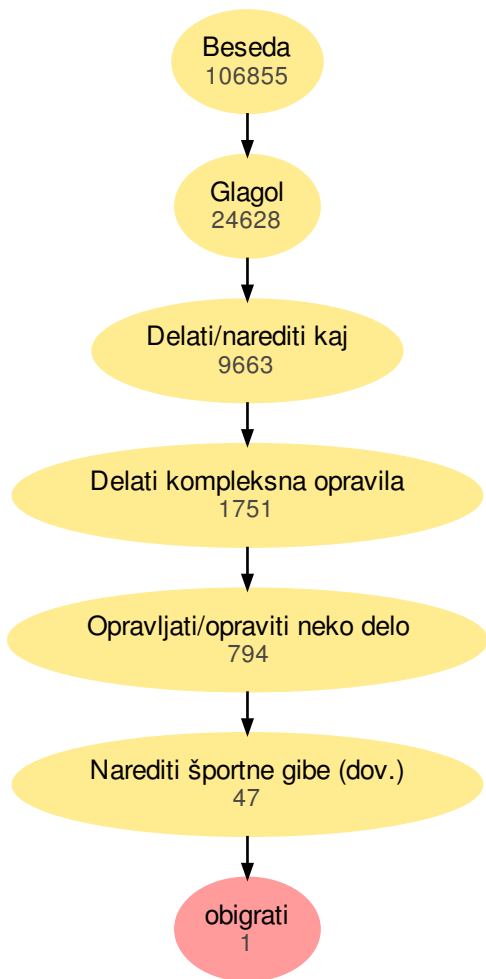 Beseda
106855
Glagol
24628
Delati/narediti kaj
9663
Delati kompleksna opravila
1751
Opravljati/opraviti neko delo
794
Narediti športne gibe (dov.)
47
obigrati
1